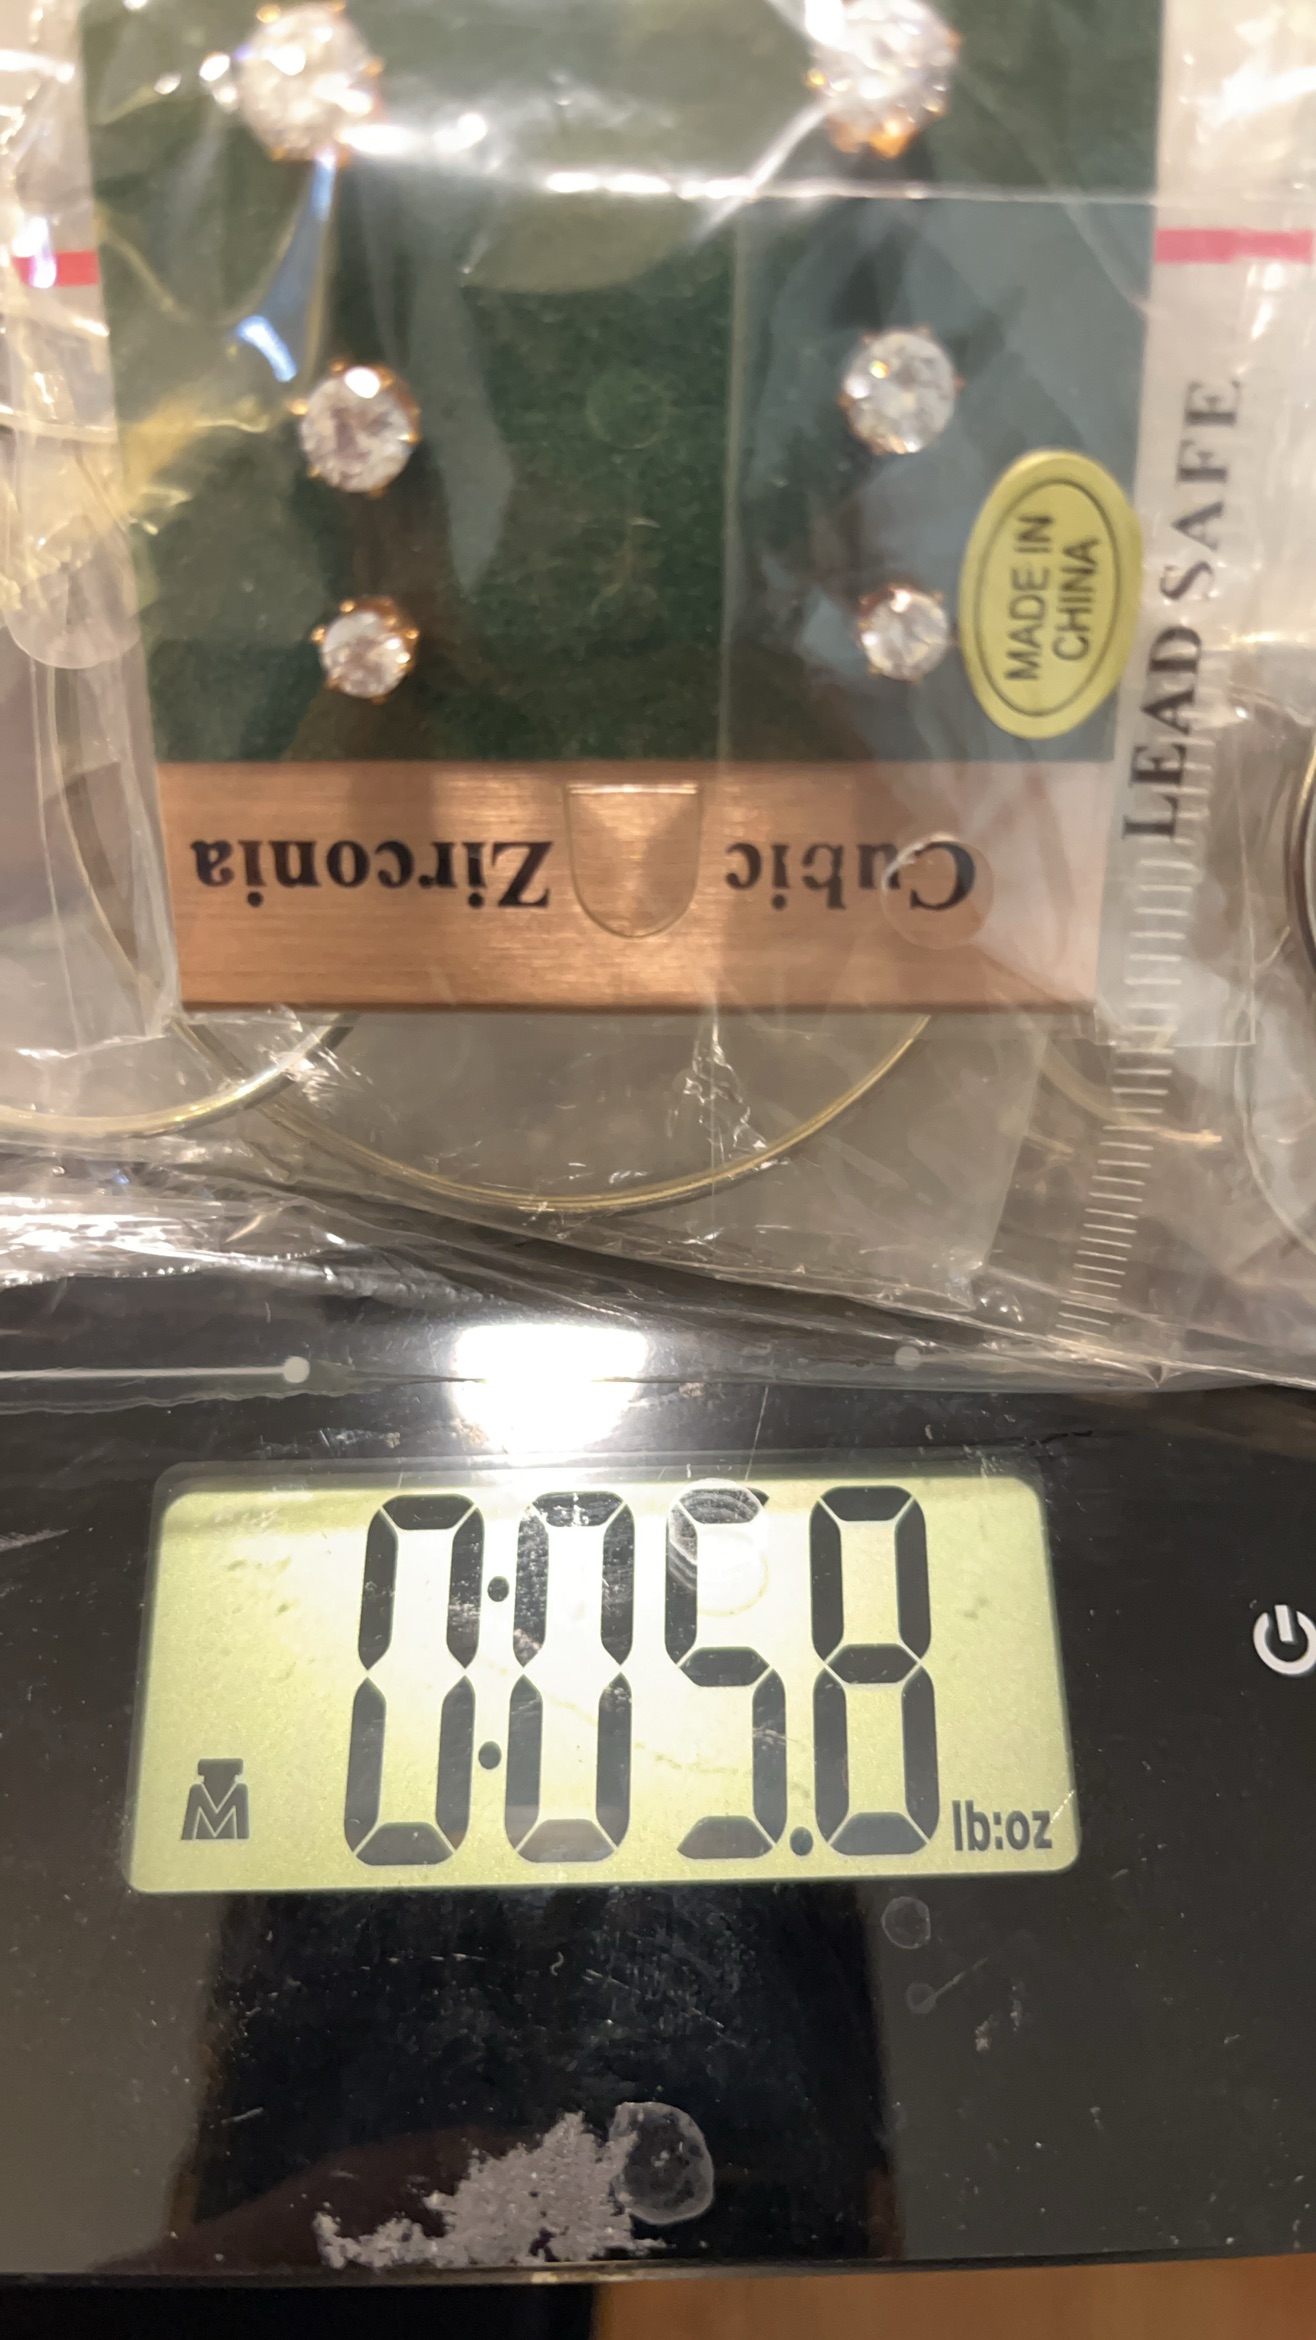 Cubic Zirconia
MADE IN
CHINA
LEAD SAFE
0:05.8 lb:oz